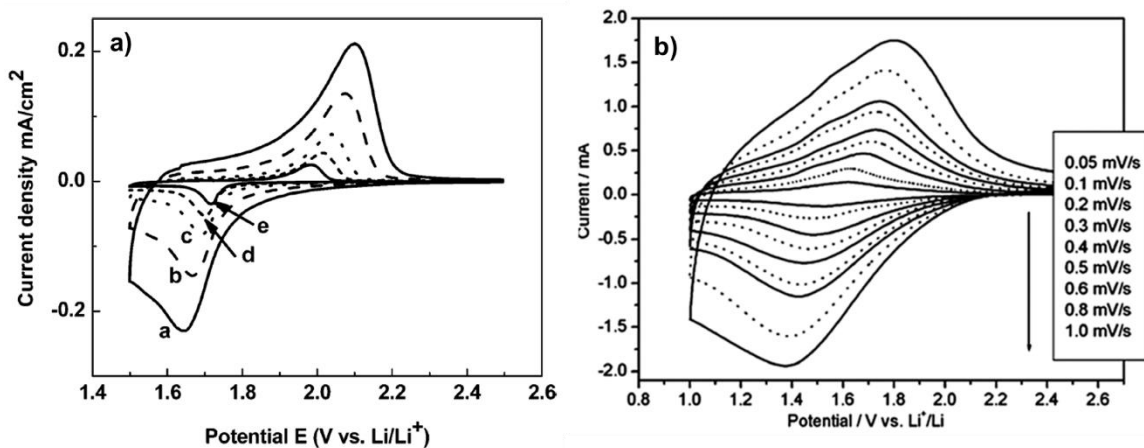 a)
0.2
0.0
-0.2
Current density mA/cm²
a
b
c
d
e
1.4 1.6 1.8 2.0 2.2 2.4 2.6
Potential E (V vs. Li/Li⁺)
b)
2.0
1.5
1.0
0.5
0.0
-0.5
-1.0
-1.5
-2.0
Current / mA
0.8 1.0 1.2 1.4 1.6 1.8 2.0 2.2 2.4 2.6
Potential / V vs. Li⁺/Li
0.05 mV/s
0.1 mV/s
0.2 mV/s
0.3 mV/s
0.4 mV/s
0.5 mV/s
0.6 mV/s
0.8 mV/s
1.0 mV/s